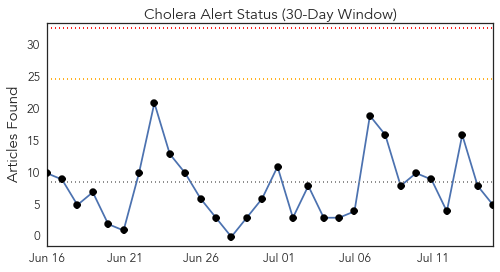 Cholera Alert Status (30-Day Window)
Articles Found
30
25
20
15
10
5
0
Jun 16 Jun 21 Jun 26 Jul 01 Jul 06 Jul 11